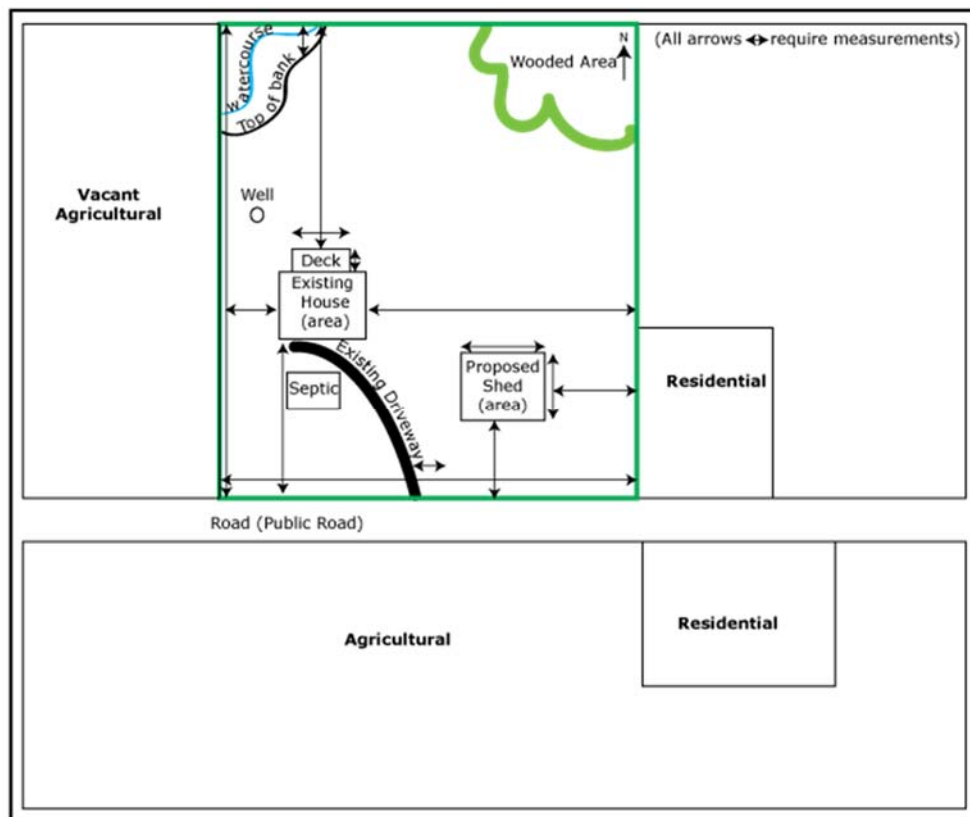 watercourse
Top of bank
N
Wooded Area
(All arrows ↔ require measurements)
Vacant
Agricultural
Well
Deck
Existing
House
(area)
Existing Driveway
Septic
Proposed
Shed
(area)
Residential
Road (Public Road)
Agricultural
Residential